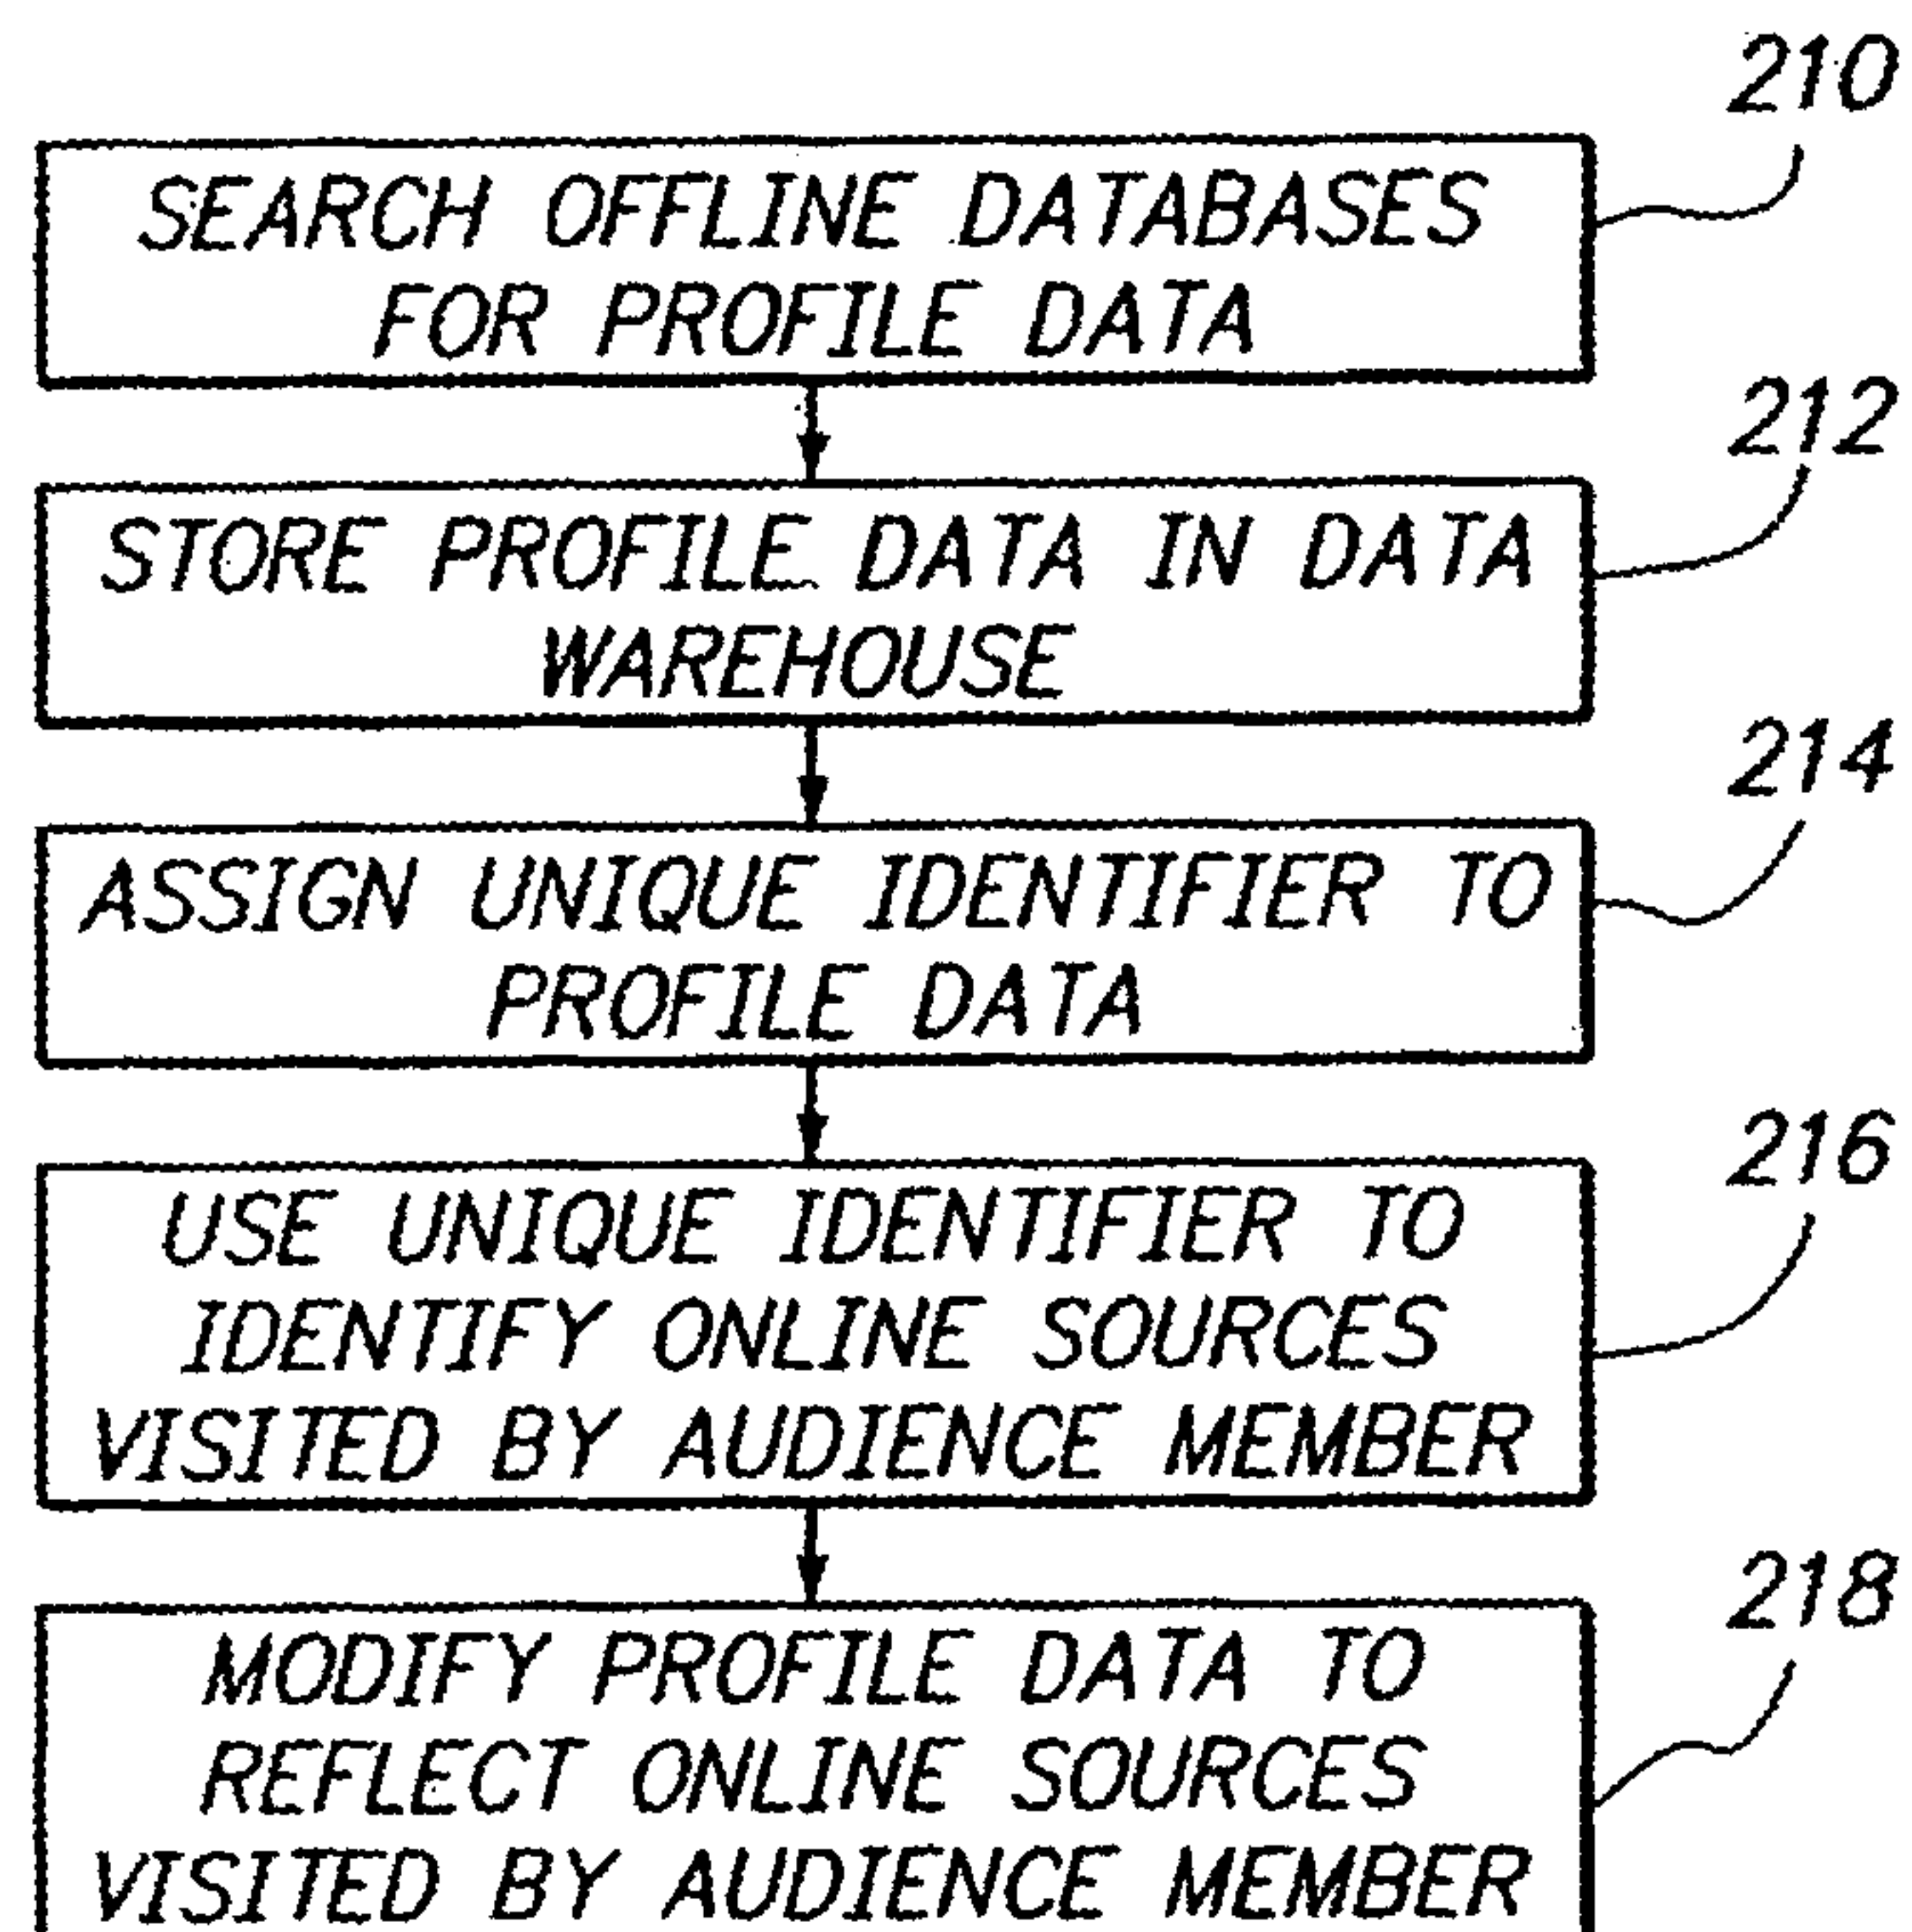 210
SEARCH OFFLINE DATABASES
FOR PROFILE DATA
212
STORE PROFILE DATA IN DATA
WAREHOUSE
214
ASSIGN UNIQUE IDENTIFIER TO
PROFILE DATA
216
USE UNIQUE IDENTIFIER TO
IDENTIFY ONLINE SOURCES
VISITED BY AUDIENCE MEMBER
218
MODIFY PROFILE DATA TO
REFLECT ONLINE SOURCES
VISITED BY AUDIENCE MEMBER